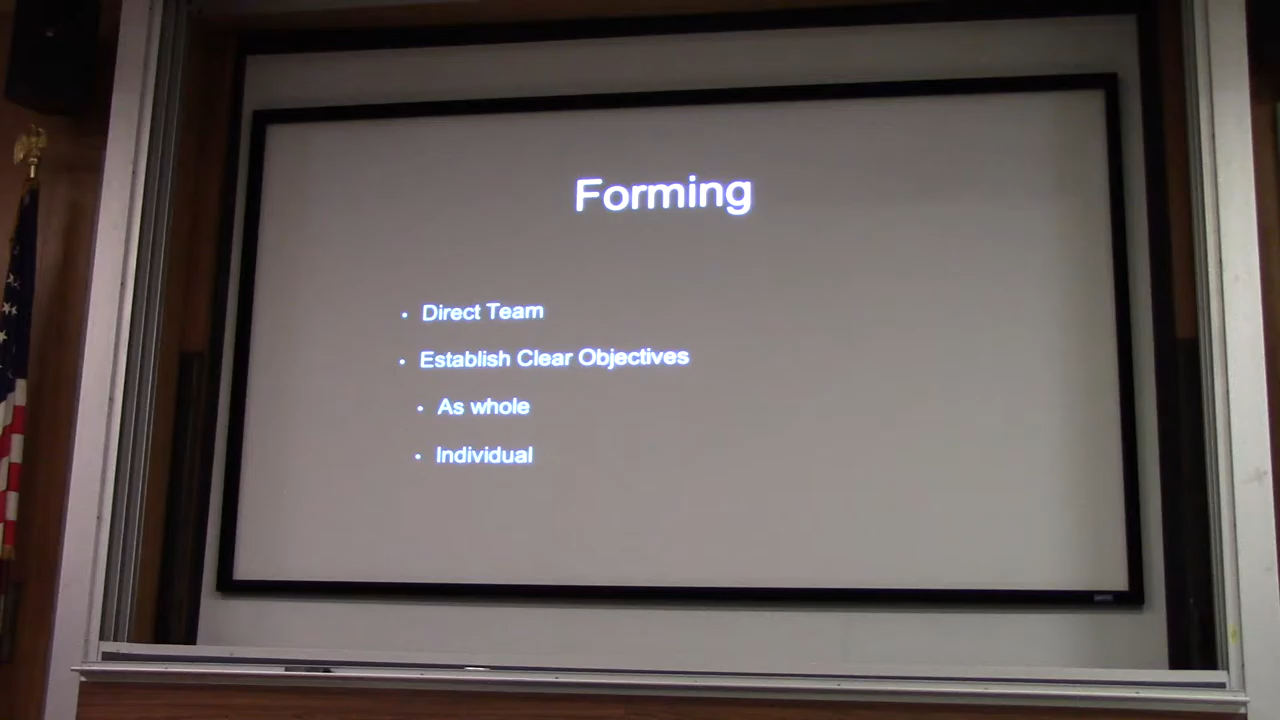 Forming
• Direct Team
• Establish Clear Objectives
• As whole
• Individual